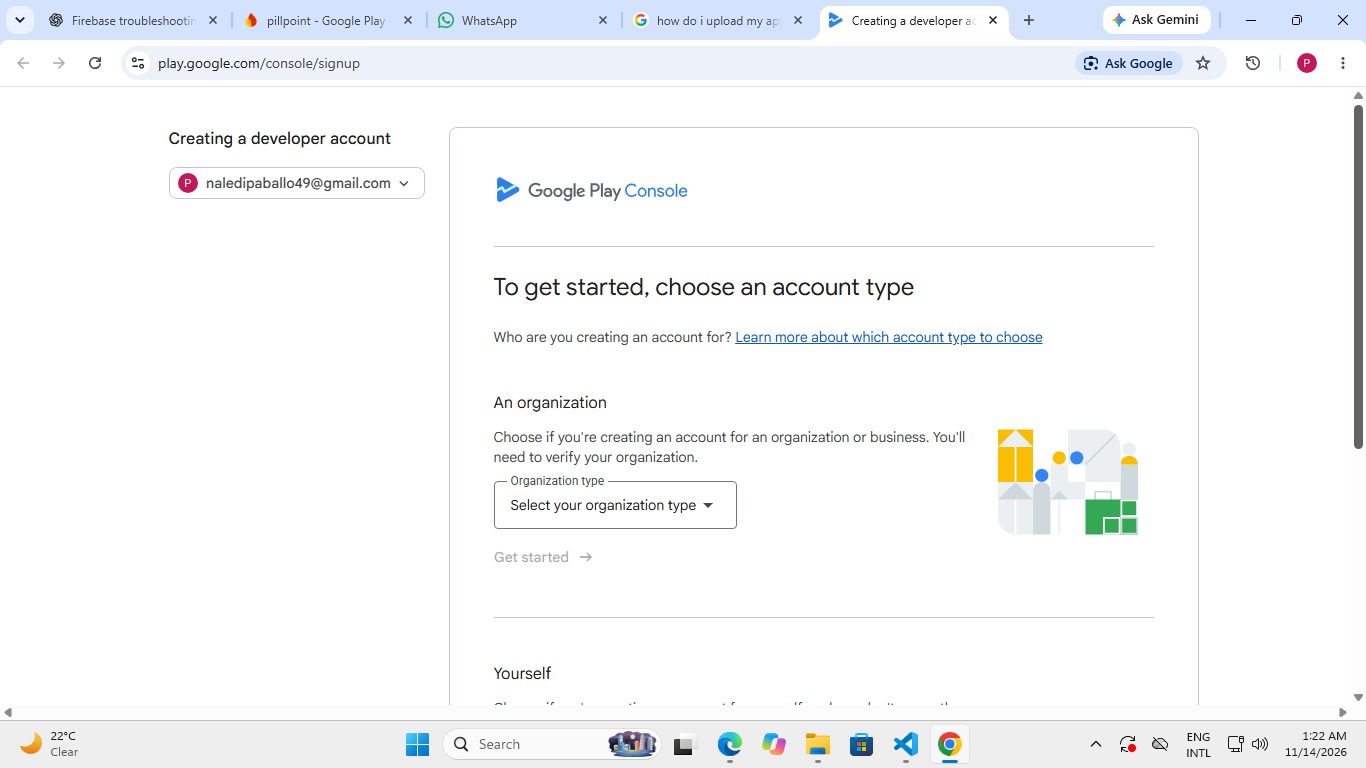 Firebase troubleshootin
pillpoint - Google Play
WhatsApp
how do i upload my ap
Creating a developer ac
Ask Gemini
play.google.com/console/signup
Ask Google
P
Creating a developer account
P naledipaballo49@gmail.com
Google Play Console
To get started, choose an account type
Who are you creating an account for? Learn more about which account type to choose
An organization
Choose if you're creating an account for an organization or business. You'll
need to verify your organization.
Organization type
Select your organization type
Get started
Yourself
22°C
Clear
Search
ENG
INTL
1:22 AM
11/14/2026